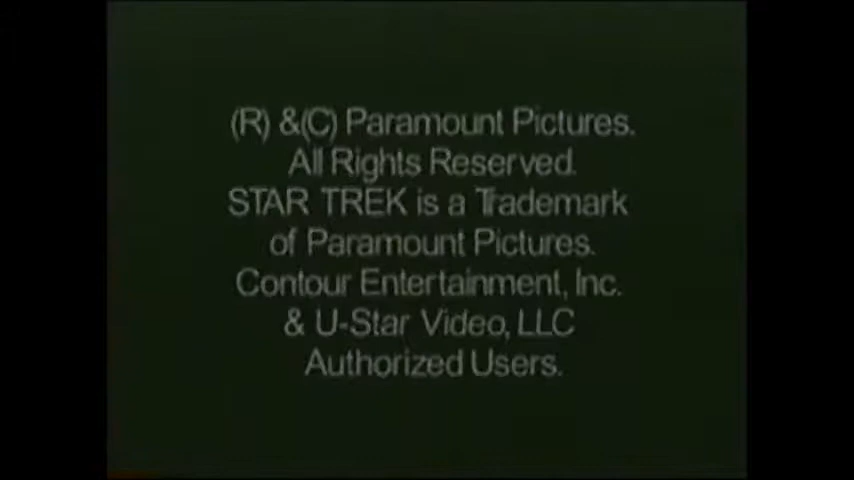 (R) &(C) Paramount Pictures.
All Rights Reserved.
STAR TREK is a Trademark
of Paramount Pictures.
Contour Entertainment, Inc.
& U-Star Video, LLC
Authorized Users.